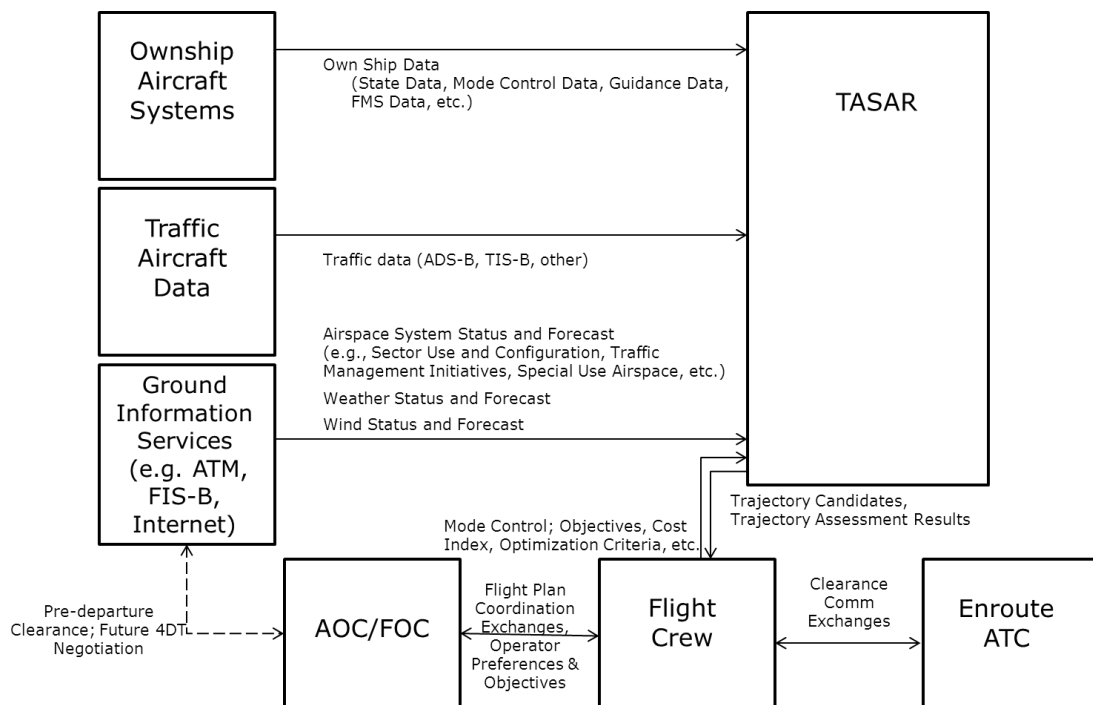 Ownship
Aircraft
Systems
Own Ship Data
(State Data, Mode Control Data, Guidance Data,
FMS Data, etc.)
TASAR
Traffic
Aircraft
Data
Traffic data (ADS-B, TIS-B, other)
Airspace System Status and Forecast
(e.g., Sector Use and Configuration, Traffic
Management Initiatives, Special Use Airspace, etc.)
Weather Status and Forecast
Wind Status and Forecast
Ground
Information
Services
(e.g. ATM,
FIS-B,
Internet)
Trajectory Candidates,
Trajectory Assessment Results
Mode Control; Objectives, Cost
Index, Optimization Criteria, etc.
Pre-departure
Clearance; Future 4DT
Negotiation
AOC/FOC
Flight Plan
Coordination
Exchanges,
Operator
Preferences &
Objectives
Flight
Crew
Clearance
Comm
Exchanges
Enroute
ATC